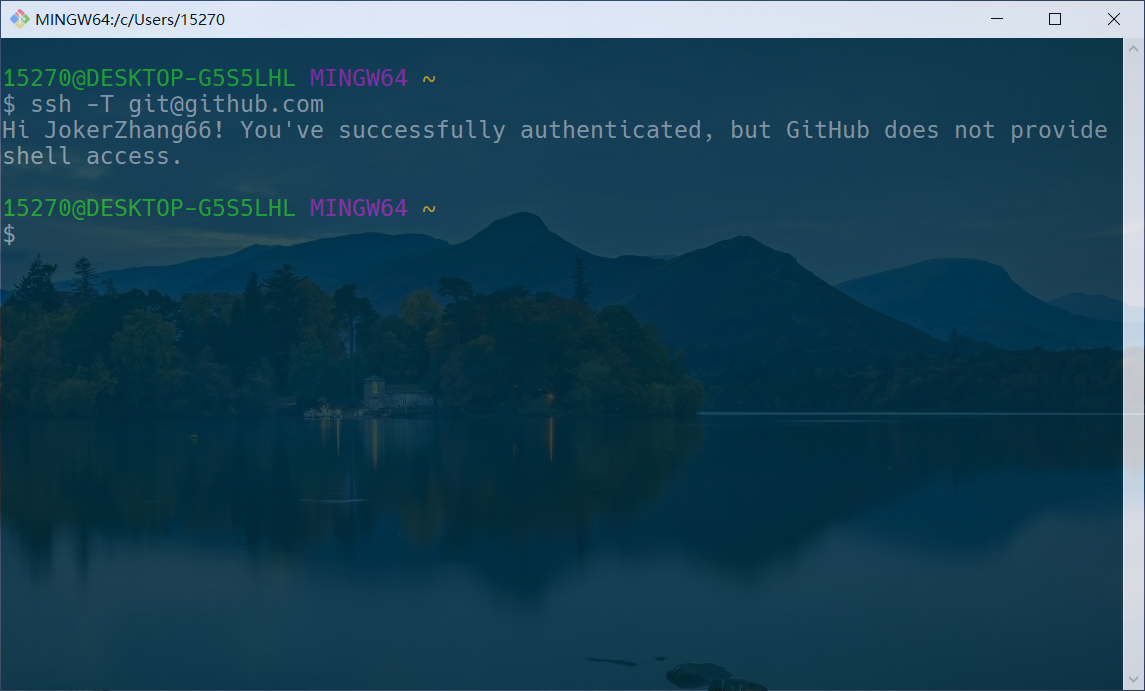 MINGW64:/c/Users/15270
15270@DESKTOP-G5S5LHL MINGW64 ~
$ ssh -T git@github.com
Hi JokerZhang66! You've successfully authenticated, but GitHub does not provide
shell access.
15270@DESKTOP-G5S5LHL MINGW64 ~
$